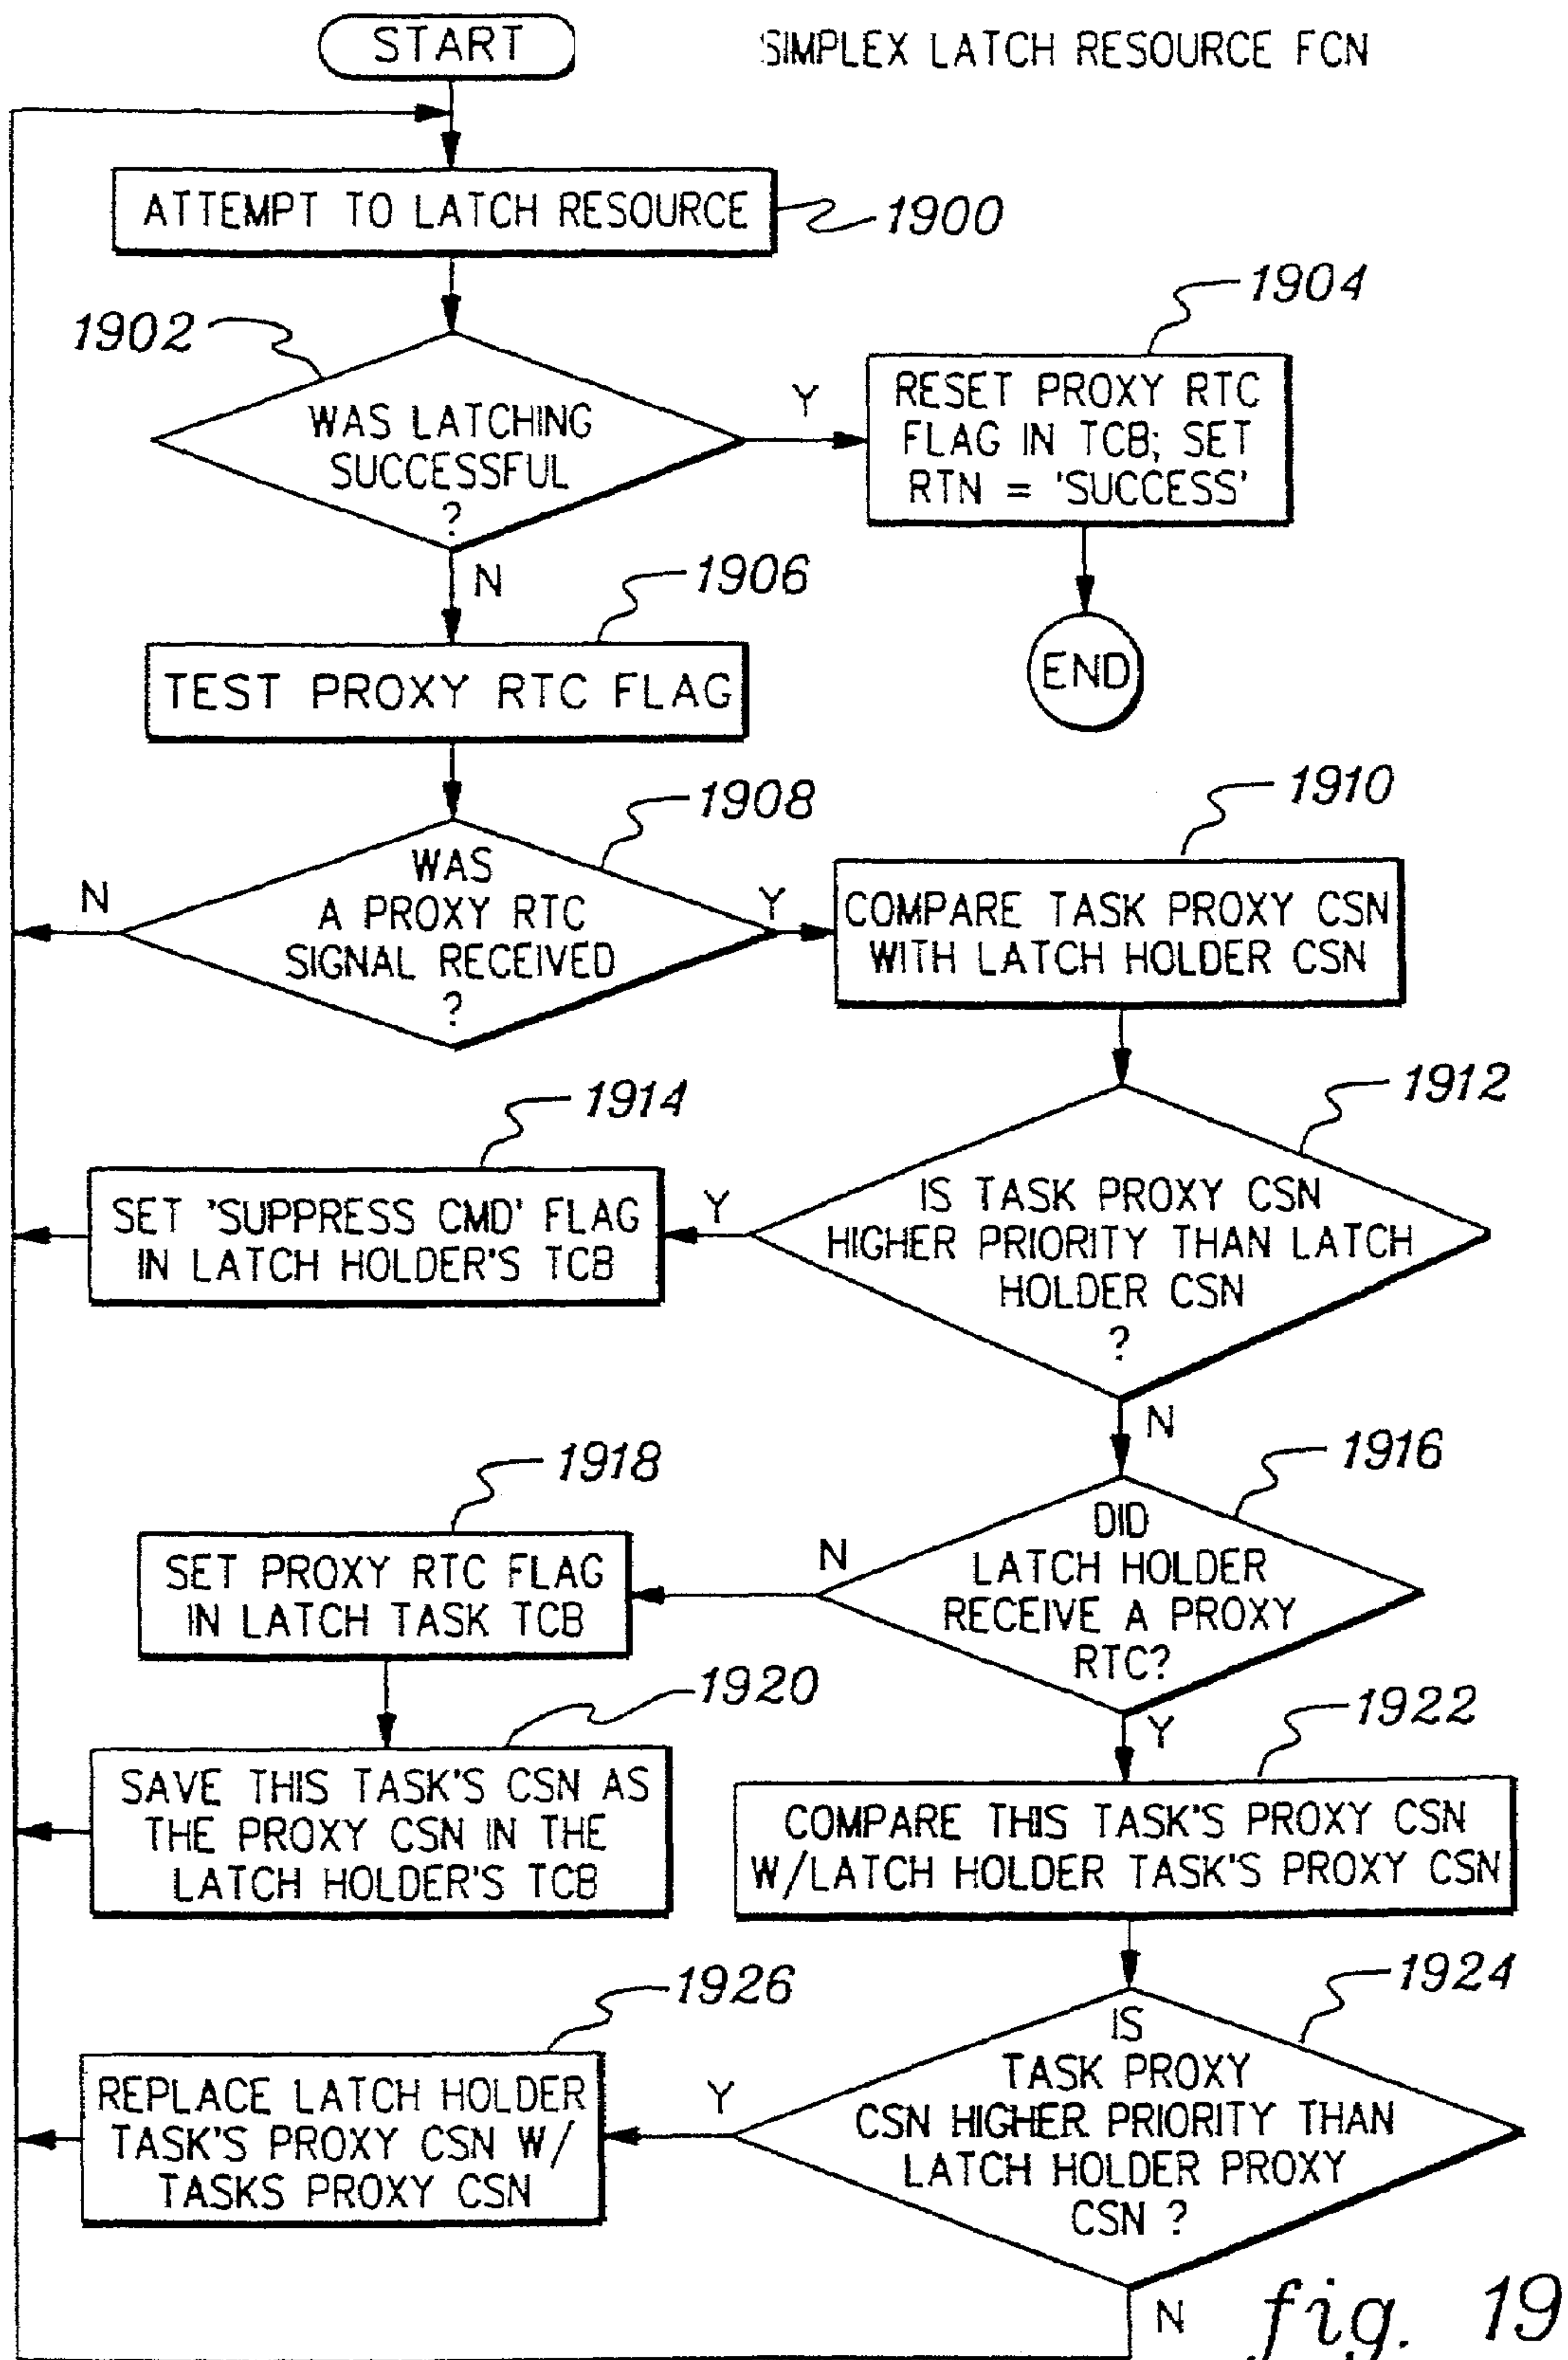 START
SIMPLEX LATCH RESOURCE FCN
ATTEMPT TO LATCH RESOURCE
1900
1902
WAS LATCHING
SUCCESSFUL
?
Y
N
1904
RESET PROXY RTC
FLAG IN TCB; SET
RTN = 'SUCCESS'
END
1906
TEST PROXY RTC FLAG
1908
WAS
A PROXY RTC
SIGNAL RECEIVED
?
N
Y
1910
COMPARE TASK PROXY CSN
WITH LATCH HOLDER CSN
1912
IS TASK PROXY CSN
HIGHER PRIORITY THAN LATCH
HOLDER CSN
?
Y
N
1914
SET 'SUPPRESS CMD' FLAG
IN LATCH HOLDER'S TCB
1916
DID
LATCH HOLDER
RECEIVE A PROXY
RTC?
N
Y
1918
SET PROXY RTC FLAG
IN LATCH TASK TCB
1920
SAVE THIS TASK'S CSN AS
THE PROXY CSN IN THE
LATCH HOLDER'S TCB
1922
COMPARE THIS TASK'S PROXY CSN
W/LATCH HOLDER TASK'S PROXY CSN
1924
IS
TASK PROXY
CSN HIGHER PRIORITY THAN
LATCH HOLDER PROXY
CSN ?
Y
N
1926
REPLACE LATCH HOLDER
TASK'S PROXY CSN W/
TASKS PROXY CSN
fig. 19